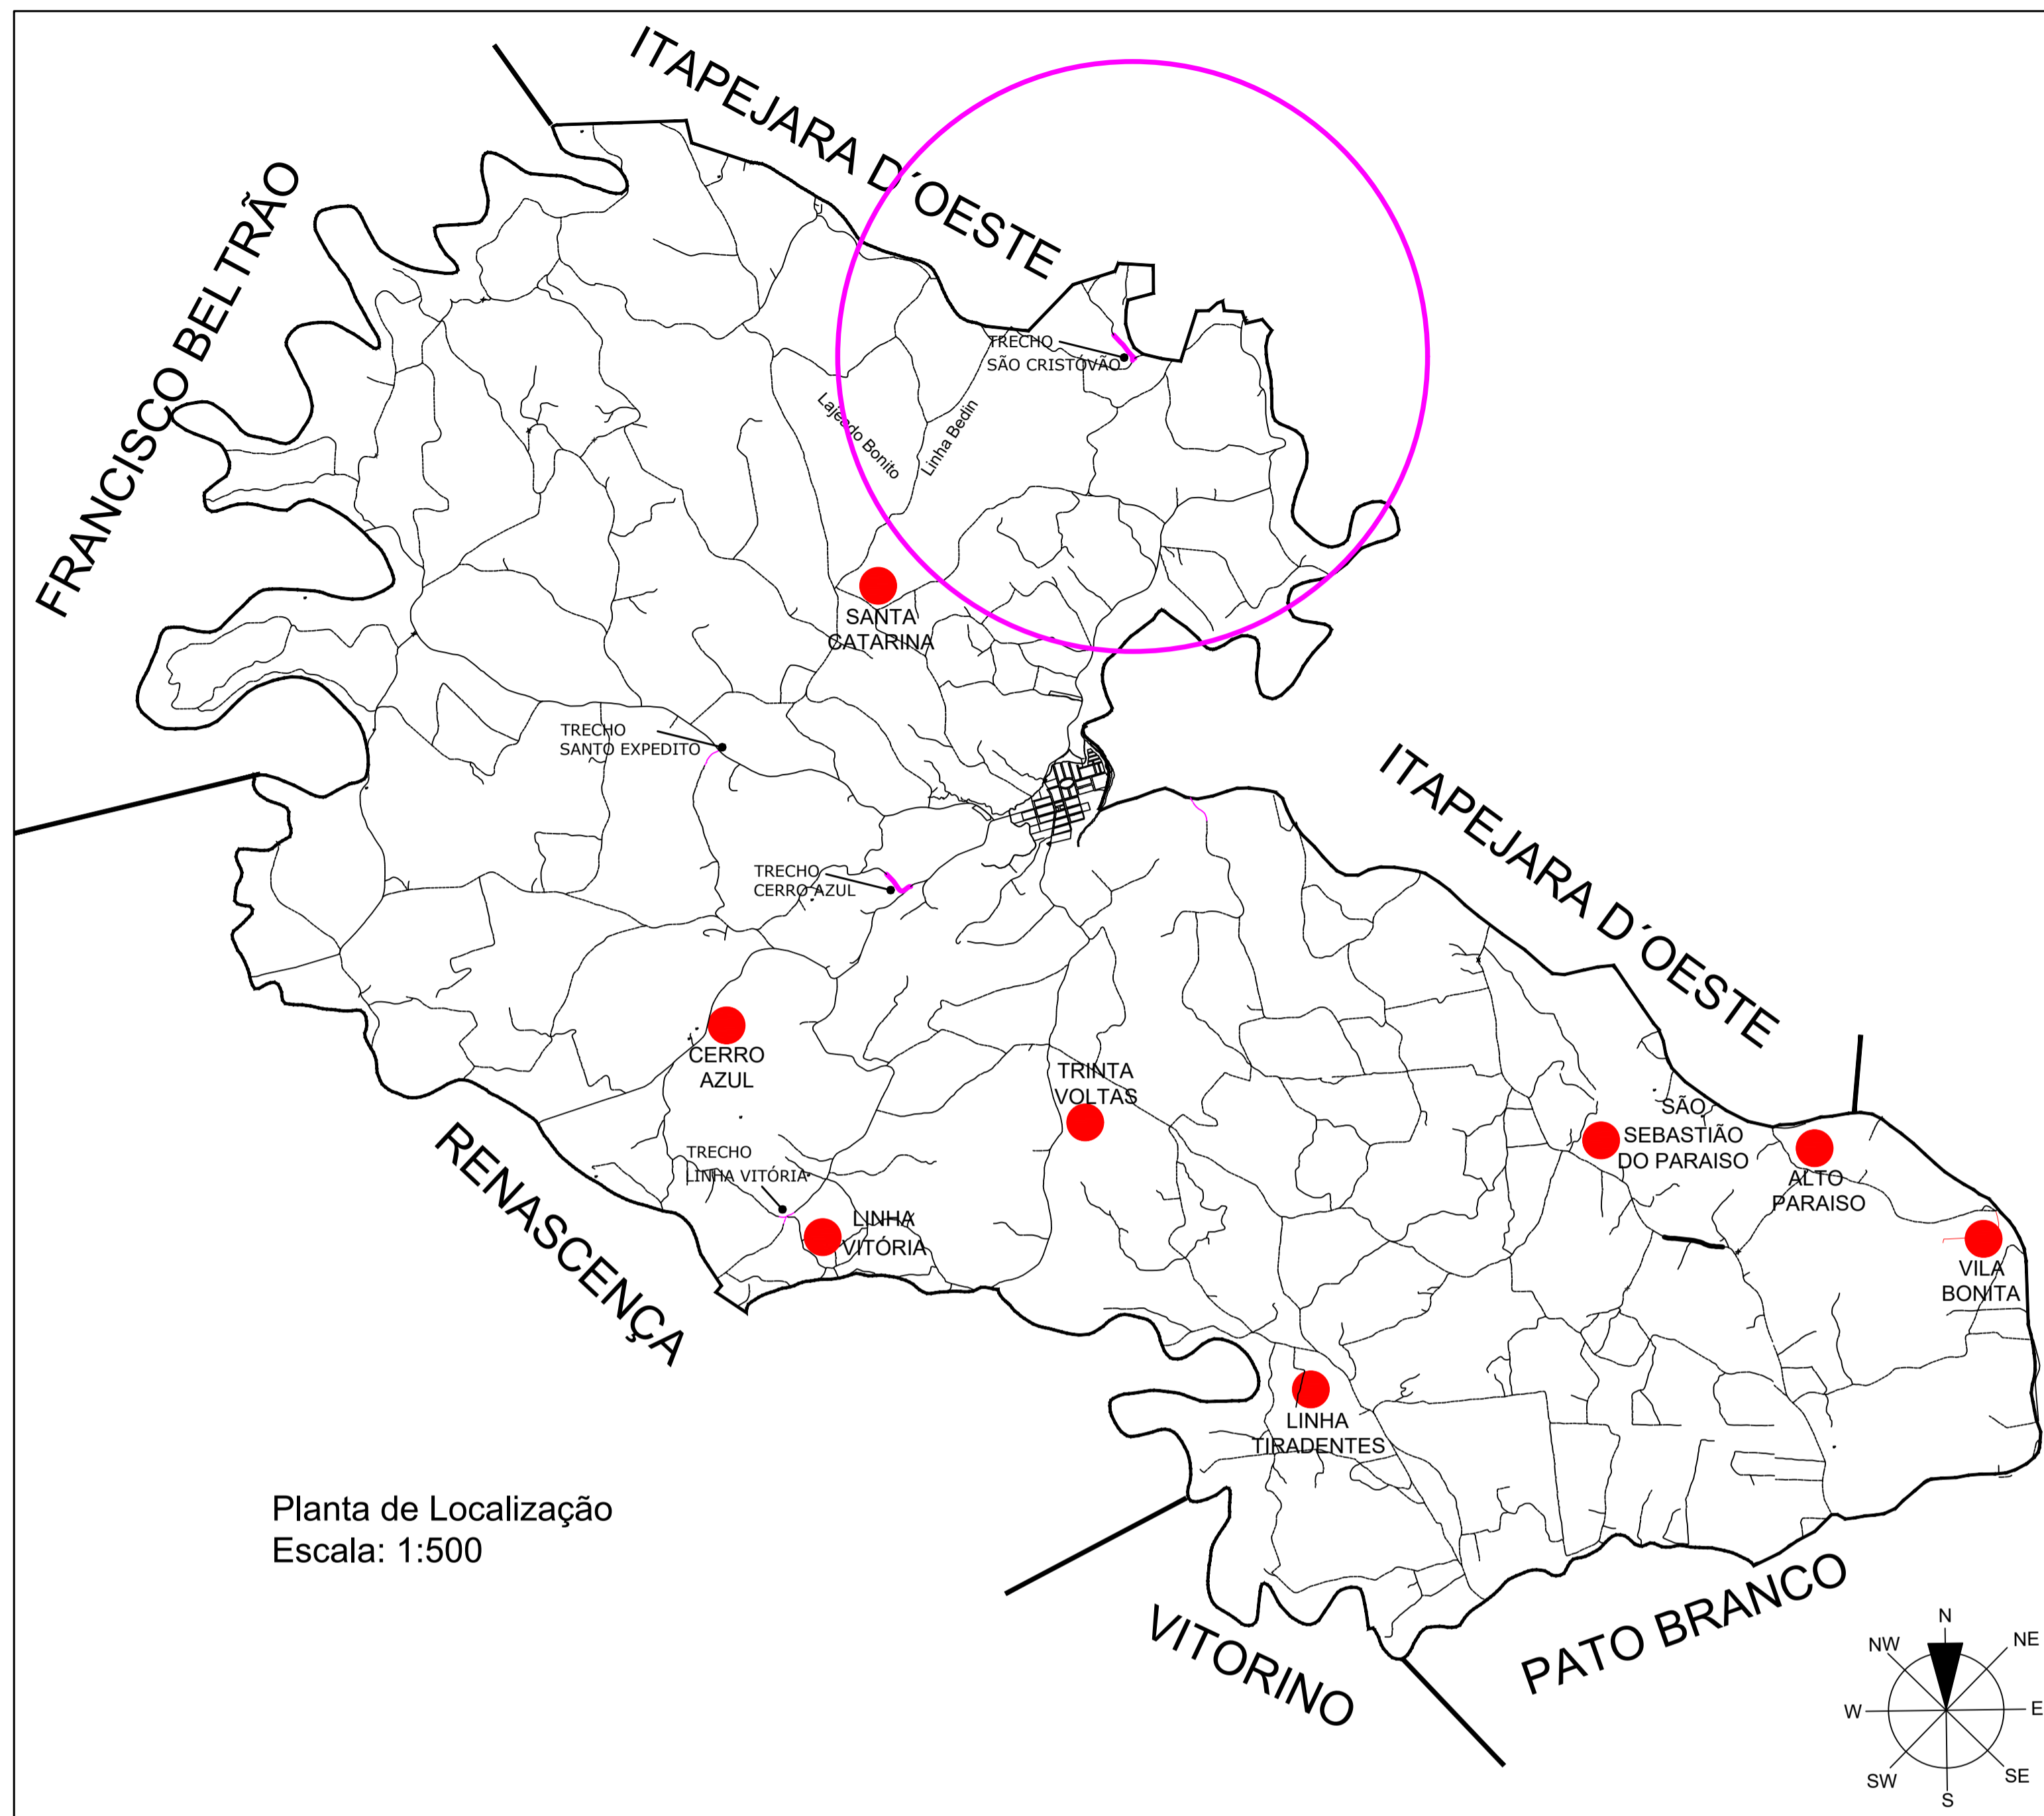 ITAPEJARA D´OESTE
FRANCISCO BELTRÃO
TRECHO
SÃO CRISTÓVÃO
Lajeado Bonito
Linha Bedin
SANTA
CATARINA
TRECHO
SANTO EXPEDITO
ITAPEJARA D´OESTE
TRECHO
CERRO AZUL
CERRO
AZUL
TRINTA
VOLTAS
SÃO
SEBASTIÃO
DO PARAISO
ALTO
PARAISO
RENASCENÇA
TRECHO
LINHA VITÓRIA
LINHA
VITÓRIA
VILA
BONITA
LINHA
TIRADENTES
Planta de Localização
Escala: 1:500
VITORINO
PATO BRANCO
N
NW
NE
W
E
SW
SE
S